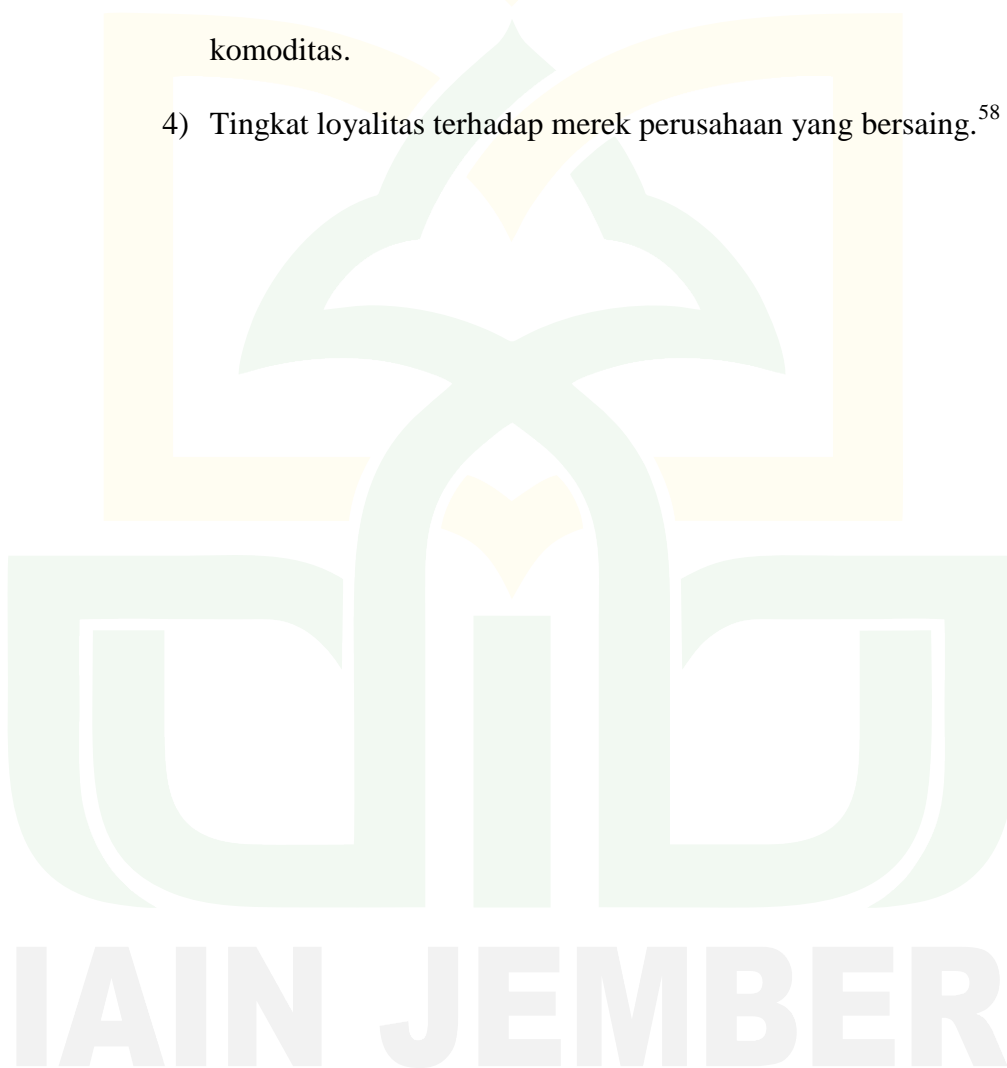 komoditas.
4) Tingkat loyalitas terhadap merek perusahaan yang bersaing.58
IAIN JEMBER